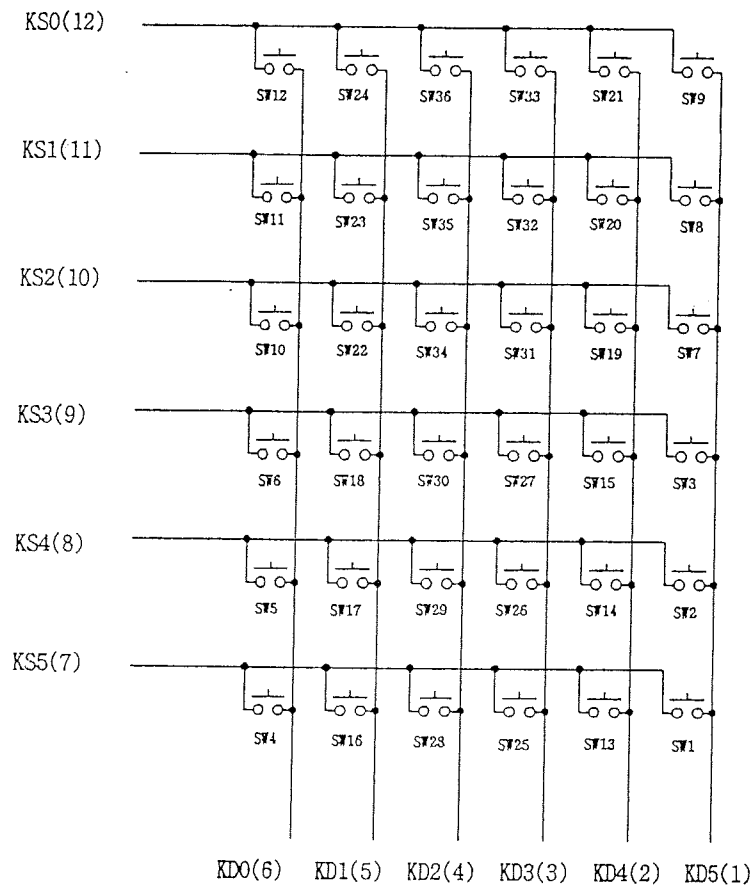 KS0(12)
SW12 SW24 SW36 SW33 SW21 SW9
KS1(11)
SW11 SW23 SW35 SW32 SW20 SW8
KS2(10)
SW10 SW22 SW34 SW31 SW19 SW7
KS3(9)
SW6 SW18 SW30 SW27 SW15 SW3
KS4(8)
SW5 SW17 SW29 SW26 SW14 SW2
KS5(7)
SW4 SW16 SW28 SW25 SW13 SW1
KD0(6) KD1(5) KD2(4) KD3(3) KD4(2) KD5(1)